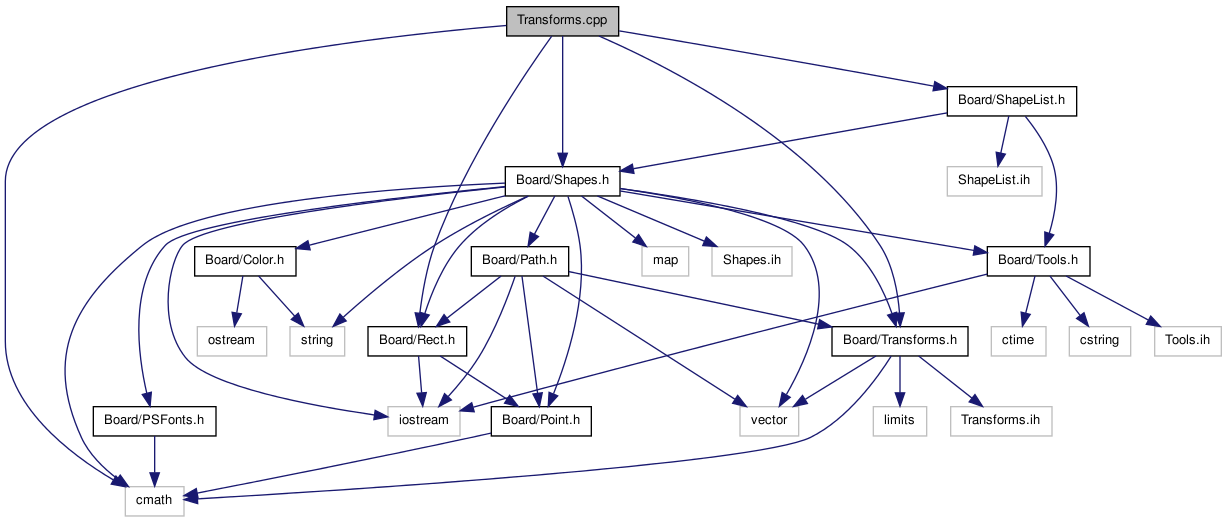 Transforms.cpp
Board/ShapeList.h
Board/Shapes.h
ShapeList.ih
Board/Color.h
Board/Path.h
map
Shapes.ih
Board/Tools.h
ostream
string
Board/Rect.h
Board/Transforms.h
ctime
cstring
Tools.ih
Board/PSFonts.h
iostream
Board/Point.h
vector
limits
Transforms.ih
cmath